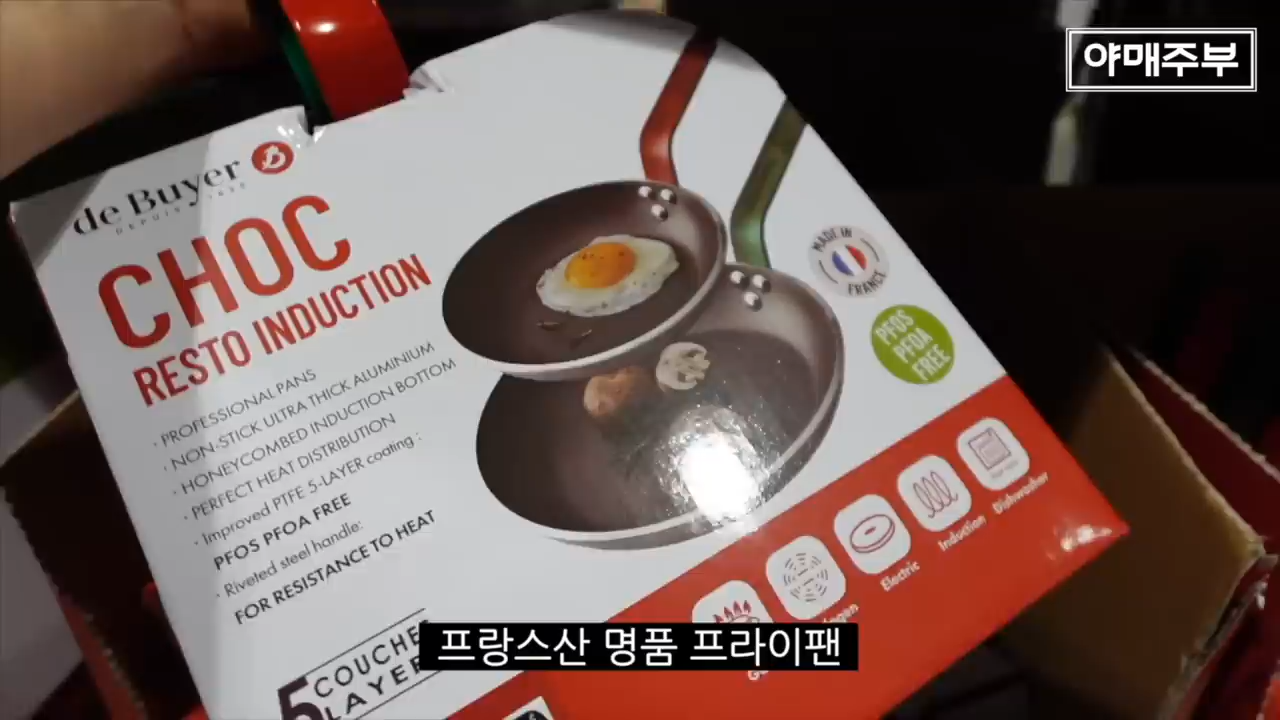 야매주부
de Buyer
DEPUIS 1830
CHOC
RESTO INDUCTION
· PROFESSIONAL PANS
· NON-STICK ULTRA THICK ALUMINIUM
· HONEYCOMBED INDUCTION BOTTOM
· PERFECT HEAT DISTRIBUTION
· Improved PTFE 5-LAYER coating :
PFOS PFOA FREE
· Riveted steel handle:
FOR RESISTANCE TO HEAT
MADE IN
FRANCE
PFOS
PFOA
FREE
Electric
Induction
Dishwasher
5
프랑스산 명품 프라이팬